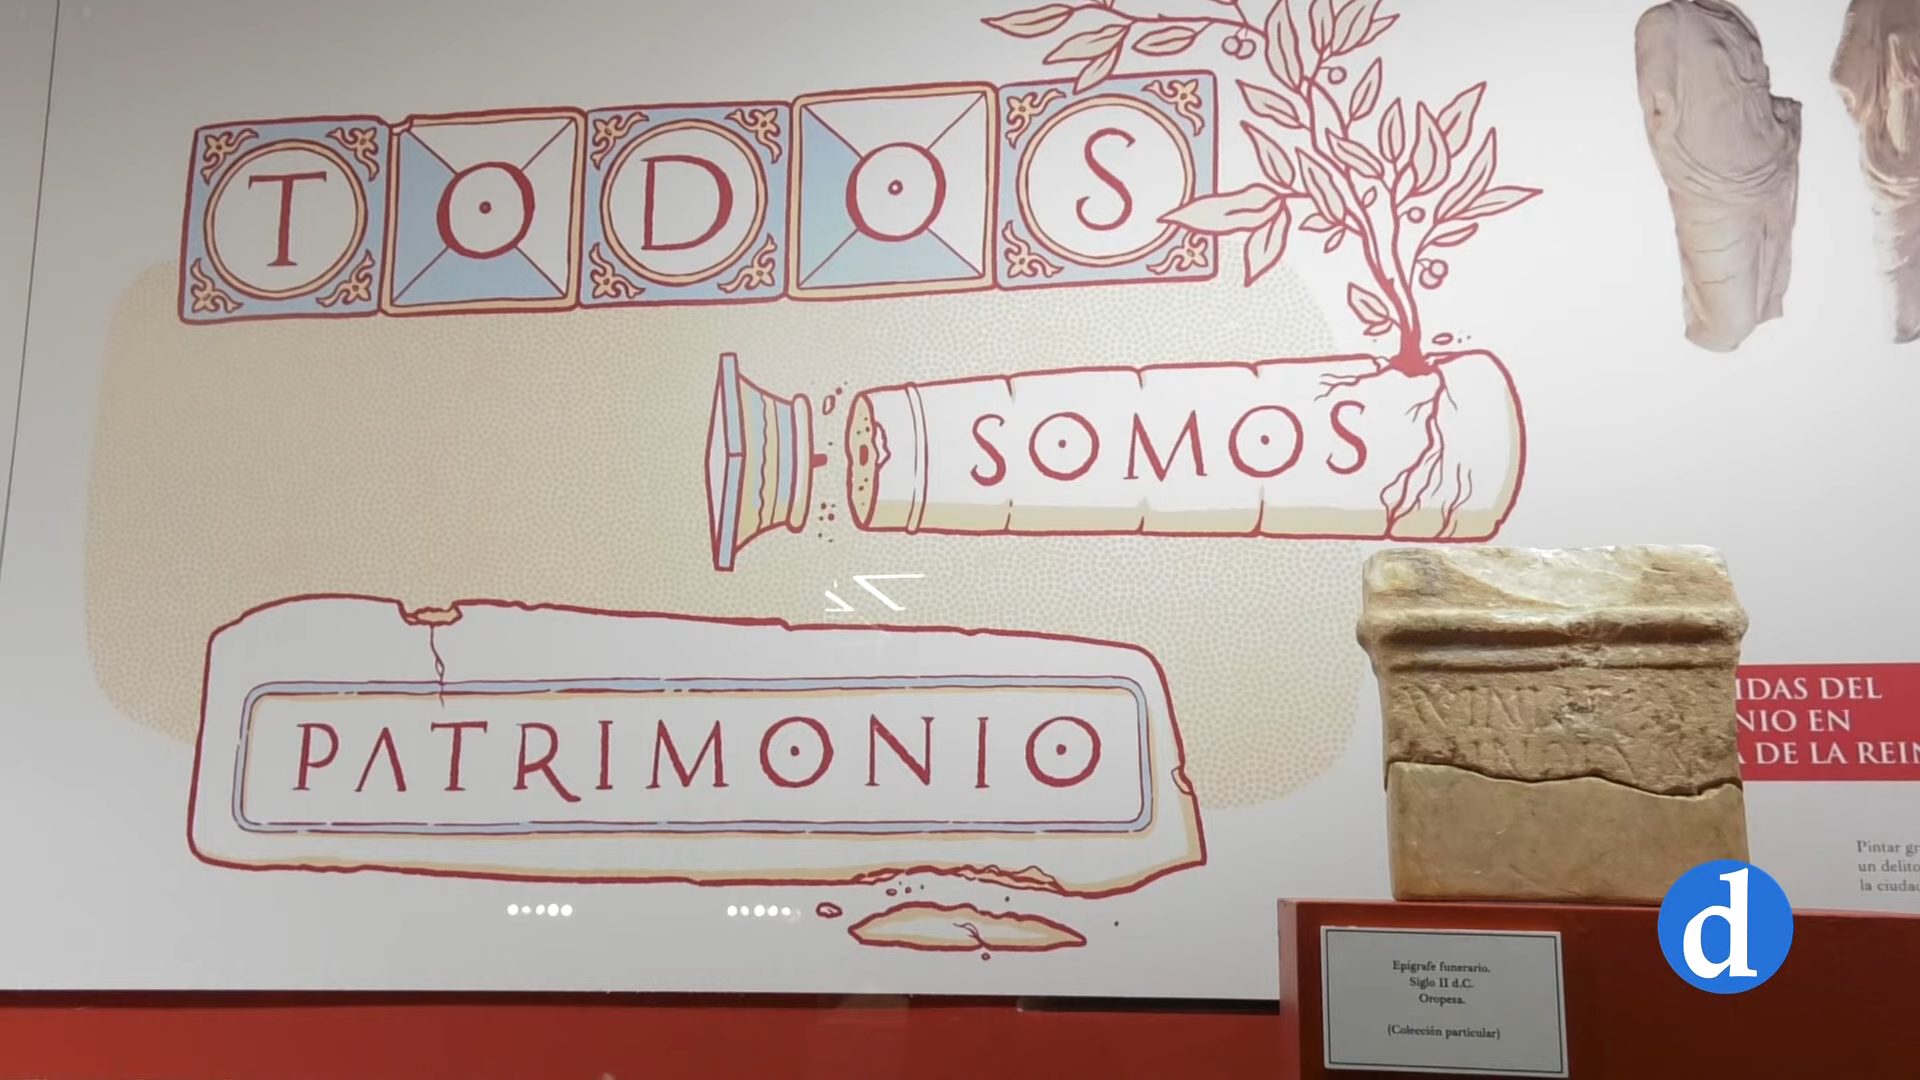 TODOS
SOMOS
PATRIMONIO
IDAS DEL
NIO EN
A DE LA REIN
Pintar gr
un delito
la ciudad
Epígrafe funerario.
Siglo II d.C.
Oropesa.
(Colección particular)
d